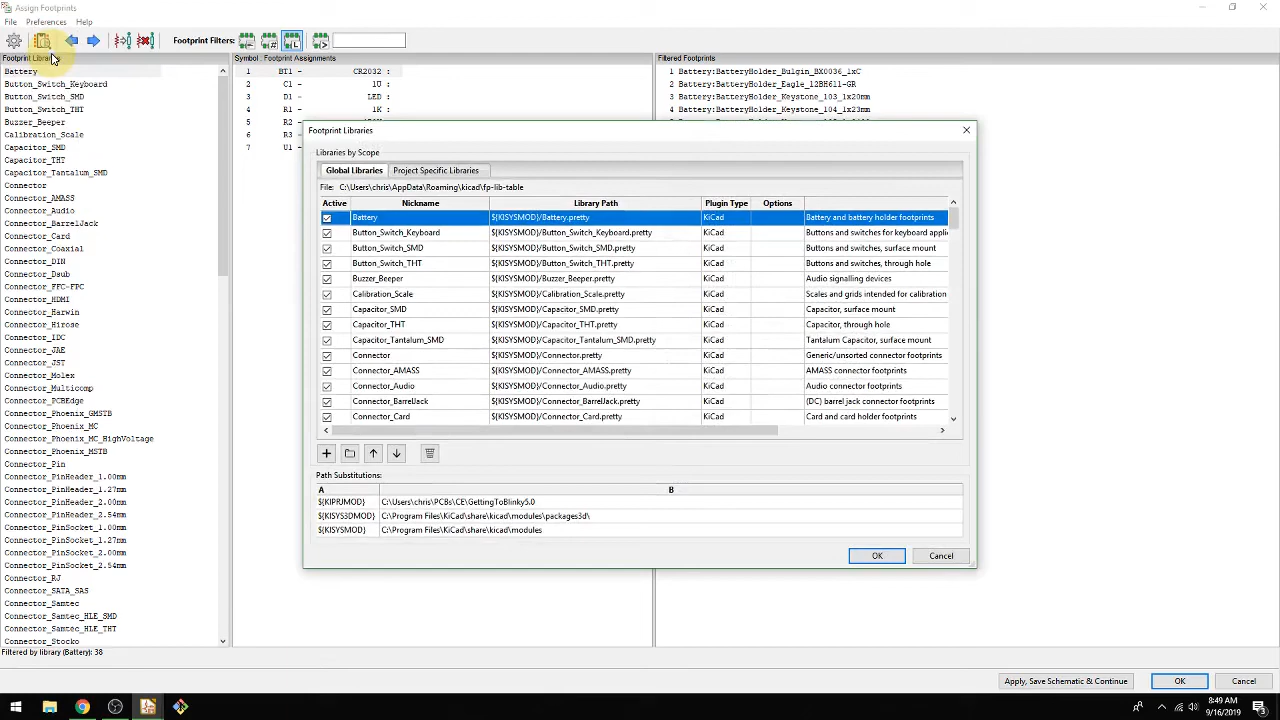 Assign Footprints
File Preferences Help
Footprint Filters:
Footprint Libraries
Symbol : Footprint Assignments
Filtered Footprints
Battery
Button_Switch_Keyboard
Button_Switch_SMD
Button_Switch_THT
Buzzer_Beeper
Calibration_Scale
Capacitor_SMD
Capacitor_THT
Capacitor_Tantalum_SMD
Connector
Connector_AMASS
Connector_Audio
Connector_BarrelJack
Connector_Card
Connector_Coaxial
Connector_DIN
Connector_Dsub
Connector_FFC-FPC
Connector_HDMI
Connector_Harwin
Connector_Hirose
Connector_IDC
Connector_JAE
Connector_JST
Connector_Molex
Connector_Multicomp
Connector_PCBEdge
Connector_Phoenix_GMSTB
Connector_Phoenix_MC
Connector_Phoenix_MC_HighVoltage
Connector_Phoenix_MSTB
Connector_Pin
Connector_PinHeader_1.00mm
Connector_PinHeader_1.27mm
Connector_PinHeader_2.00mm
Connector_PinHeader_2.54mm
Connector_PinSocket_1.00mm
Connector_PinSocket_1.27mm
Connector_PinSocket_2.00mm
Connector_PinSocket_2.54mm
Connector_RJ
Connector_SATA_SAS
Connector_Samtec
Connector_Samtec_HLE_SMD
Connector_Samtec_HLE_THT
Connector_Stocko
1 BT1 - CR2032 :
2 C1 - 1U :
3 D1 - LED :
4 R1 - 1K :
5 R2 -
6 R3 -
7 U1 -
1 Battery:BatteryHolder_Bulgin_BX0036_1xC
2 Battery:BatteryHolder_Eagle_12BH611-GR
3 Battery:BatteryHolder_Keystone_103_1x20mm
4 Battery:BatteryHolder_Keystone_104_1x23mm
Footprint Libraries
Libraries by Scope
Global Libraries Project Specific Libraries
File: C:\Users\chris\AppData\Roaming\kicad\fp-lib-table
Active Nickname Library Path Plugin Type Options
Battery ${KISYSMOD}/Battery.pretty KiCad Battery and battery holder footprints
Button_Switch_Keyboard ${KISYSMOD}/Button_Switch_Keyboard.pretty KiCad Buttons and switches for keyboard applic
Button_Switch_SMD ${KISYSMOD}/Button_Switch_SMD.pretty KiCad Buttons and switches, surface mount
Button_Switch_THT ${KISYSMOD}/Button_Switch_THT.pretty KiCad Buttons and switches, through hole
Buzzer_Beeper ${KISYSMOD}/Buzzer_Beeper.pretty KiCad Audio signalling devices
Calibration_Scale ${KISYSMOD}/Calibration_Scale.pretty KiCad Scales and grids intended for calibration
Capacitor_SMD ${KISYSMOD}/Capacitor_SMD.pretty KiCad Capacitor, surface mount
Capacitor_THT ${KISYSMOD}/Capacitor_THT.pretty KiCad Capacitor, through hole
Capacitor_Tantalum_SMD ${KISYSMOD}/Capacitor_Tantalum_SMD.pretty KiCad Tantalum Capacitor, surface mount
Connector ${KISYSMOD}/Connector.pretty KiCad Generic/unsorted connector footprints
Connector_AMASS ${KISYSMOD}/Connector_AMASS.pretty KiCad AMASS connector footprints
Connector_Audio ${KISYSMOD}/Connector_Audio.pretty KiCad Audio connector footprints
Connector_BarrelJack ${KISYSMOD}/Connector_BarrelJack.pretty KiCad (DC) barrel jack connector footprints
Connector_Card ${KISYSMOD}/Connector_Card.pretty KiCad Card and card holder footprints
Path Substitutions:
A B
${KIPRJMOD} C:\Users\chris\PCBs\CE\GettingToBlinky5.0
${KISYS3DMOD} C:\Program Files\KiCad\share\kicad\modules\packages3d\
${KISYSMOD} C:\Program Files\KiCad\share\kicad\modules
OK Cancel
Filtered by library (Battery): 38
Apply, Save Schematic & Continue OK Cancel
8:49 AM
9/16/2019